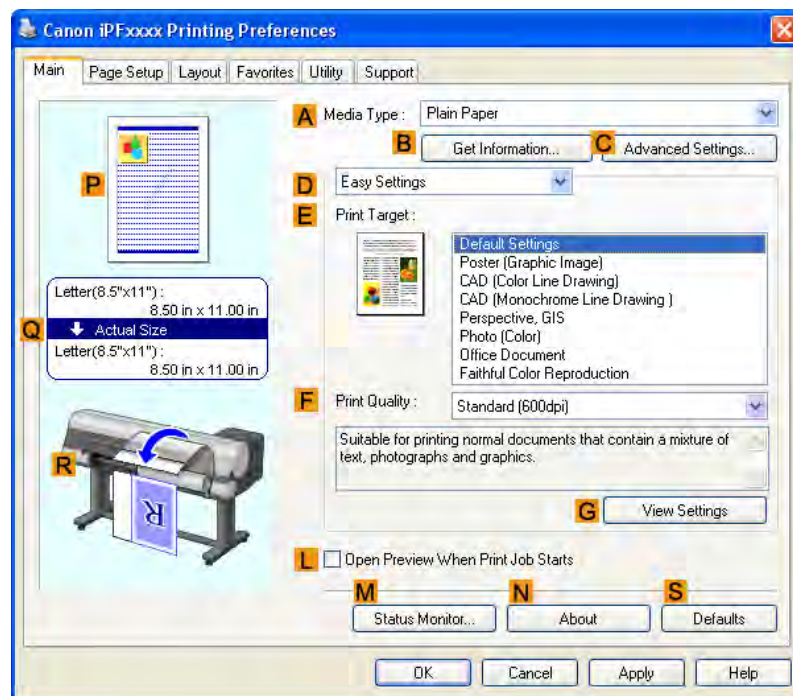 Canon iPFxxxx Printing Preferences
Main Page Setup Layout Favorites Utility Support
A Media Type : Plain Paper
B Get Information... C Advanced Settings...
P
D Easy Settings
E Print Target :
Default Settings
Poster (Graphic Image)
CAD (Color Line Drawing)
CAD (Monochrome Line Drawing )
Perspective, GIS
Photo (Color)
Office Document
Faithful Color Reproduction
Letter(8.5"x11") :
8.50 in x 11.00 in
Q Actual Size
Letter(8.5"x11") :
8.50 in x 11.00 in
F Print Quality : Standard (600dpi)
Suitable for printing normal documents that contain a mixture of
text, photographs and graphics.
G View Settings
R
R
L Open Preview When Print Job Starts
M N S
Status Monitor... About Defaults
OK Cancel Apply Help